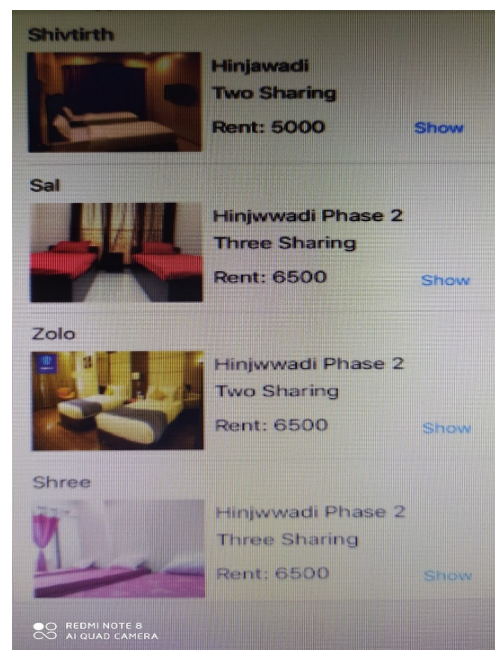 Shivtirth
Hinjawadi
Two Sharing
Rent: 5000
Show
Sal
Hinjwwadi Phase 2
Three Sharing
Rent: 6500
Show
Zolo
Hinjwwadi Phase 2
Two Sharing
Rent: 6500
Show
Shree
Hinjwwadi Phase 2
Three Sharing
Rent: 6500
Show
REDMI NOTE 8
AI QUAD CAMERA